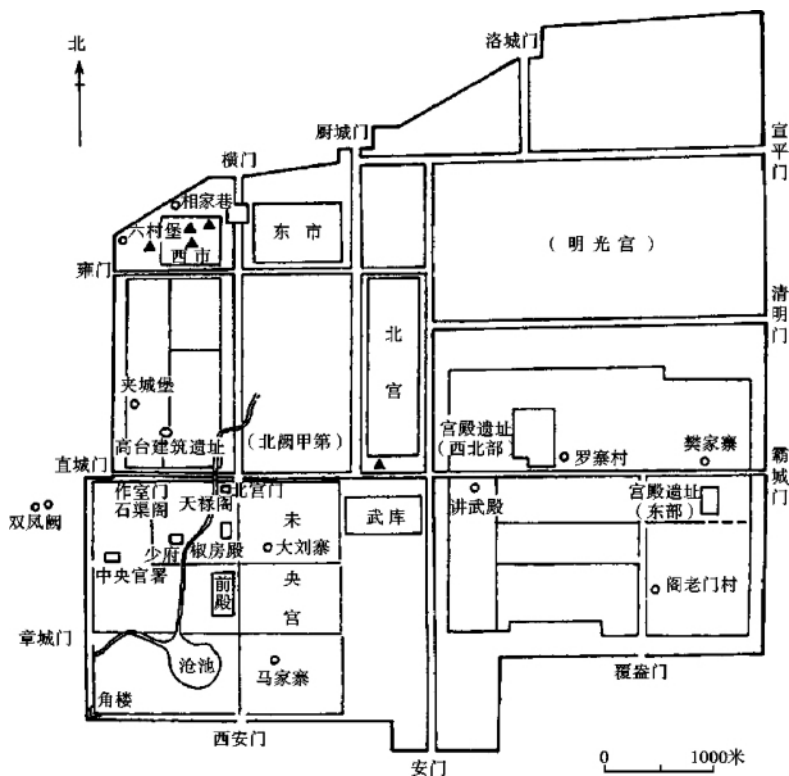 北
洛城门
厨城门
宣平门
横门
相家巷
六村堡
西市
东市
(明光宫)
雍门
清明门
北宫
夹城堡
高台建筑遗址
(北阙甲第)
宫殿遗址
(西北部)
罗寨村
樊家寨
直城门
霸城门
作室门
石渠阁
天禄阁
北宫门
双凤阙
未央宫
武库
讲武殿
宫殿遗址
(东部)
少府
椒房殿
大刘寨
中央官署
前殿
阁老门村
章城门
沧池
马家寨
覆盎门
角楼
西安门
安门
0 1000米